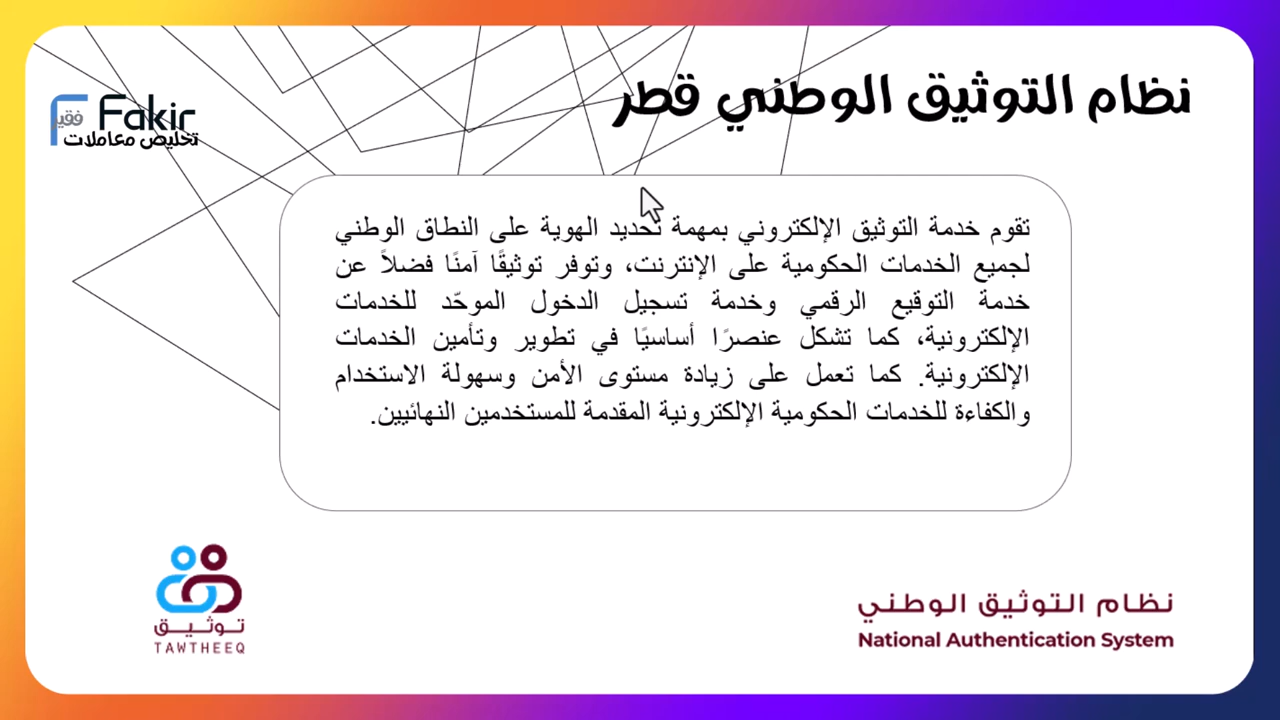 نظام التوثيق الوطني قطر
Fakir
فقير
تخليص معاملات
تقوم خدمة التوثيق الإلكتروني بمهمة تحديد الهوية على النطاق الوطني
لجميع الخدمات الحكومية على الإنترنت، وتوفر توثيقًا آمنًا فضلاً عن
خدمة التوقيع الرقمي وخدمة تسجيل الدخول الموحّد للخدمات
الإلكترونية، كما تشكل عنصرًا أساسيًا في تطوير وتأمين الخدمات
الإلكترونية. كما تعمل على زيادة مستوى الأمن وسهولة الاستخدام
والكفاءة للخدمات الحكومية الإلكترونية المقدمة للمستخدمين النهائيين.
نظام التوثيق الوطني
National Authentication System
توثيق
TAWTHEEQ